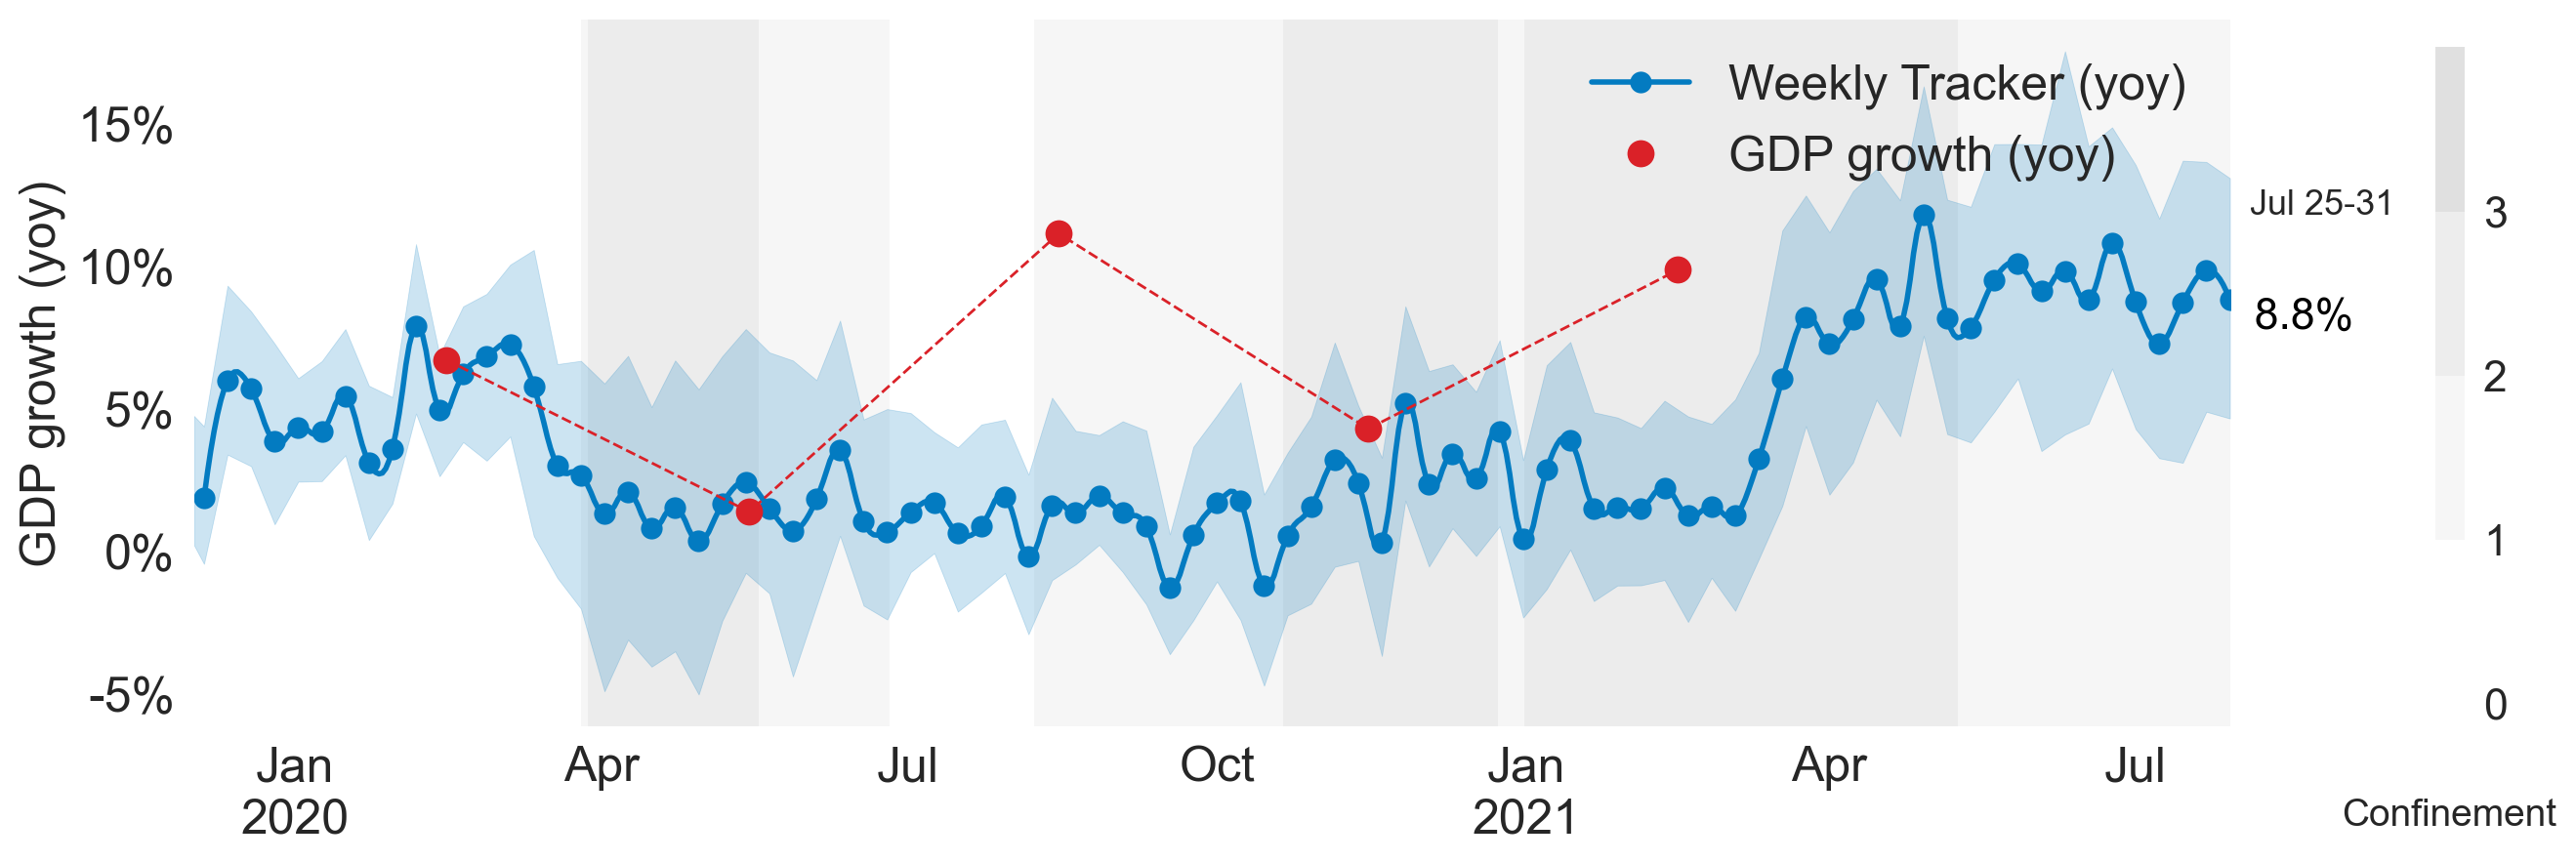 Weekly Tracker (yoy)
GDP growth (yoy)
GDP growth (yoy)
15%
10%
5%
0%
-5%
Jan
2020
Apr
Jul
Oct
Jan
2021
Apr
Jul
Jul 25-31
8.8%
3
2
1
0
Confinement